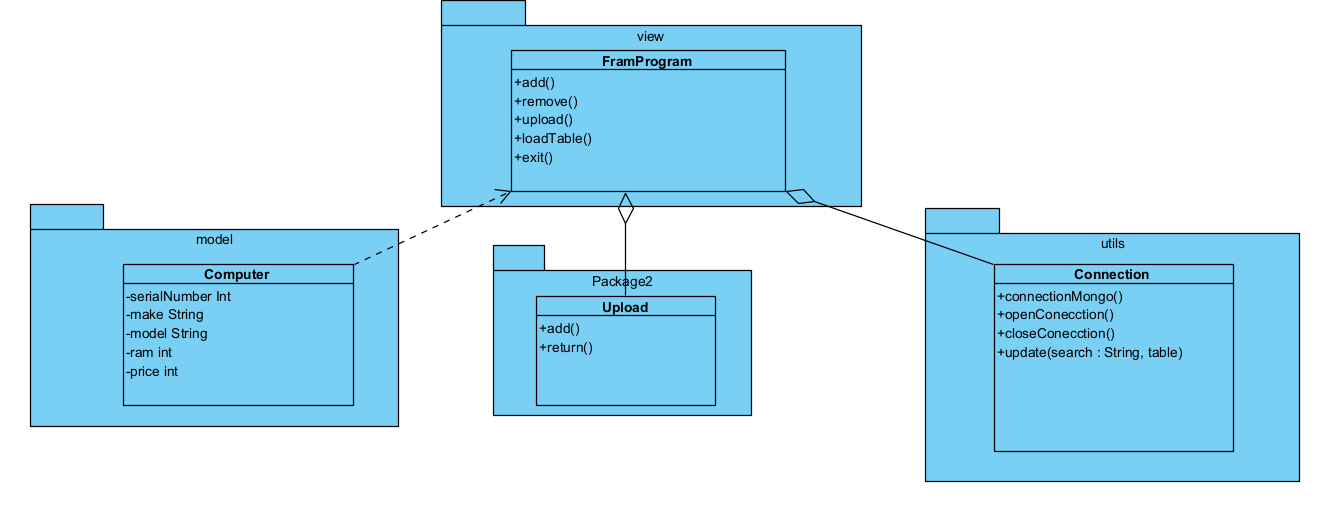 view
FramProgram
+add()
+remove()
+upload()
+loadTable()
+exit()
model
Computer
-serialNumber Int
-make String
-model String
-ram int
-price int
Package2
Upload
+add()
+return()
utils
Connection
+connectionMongo()
+openConecction()
+closeConecction()
+update(search : String, table)